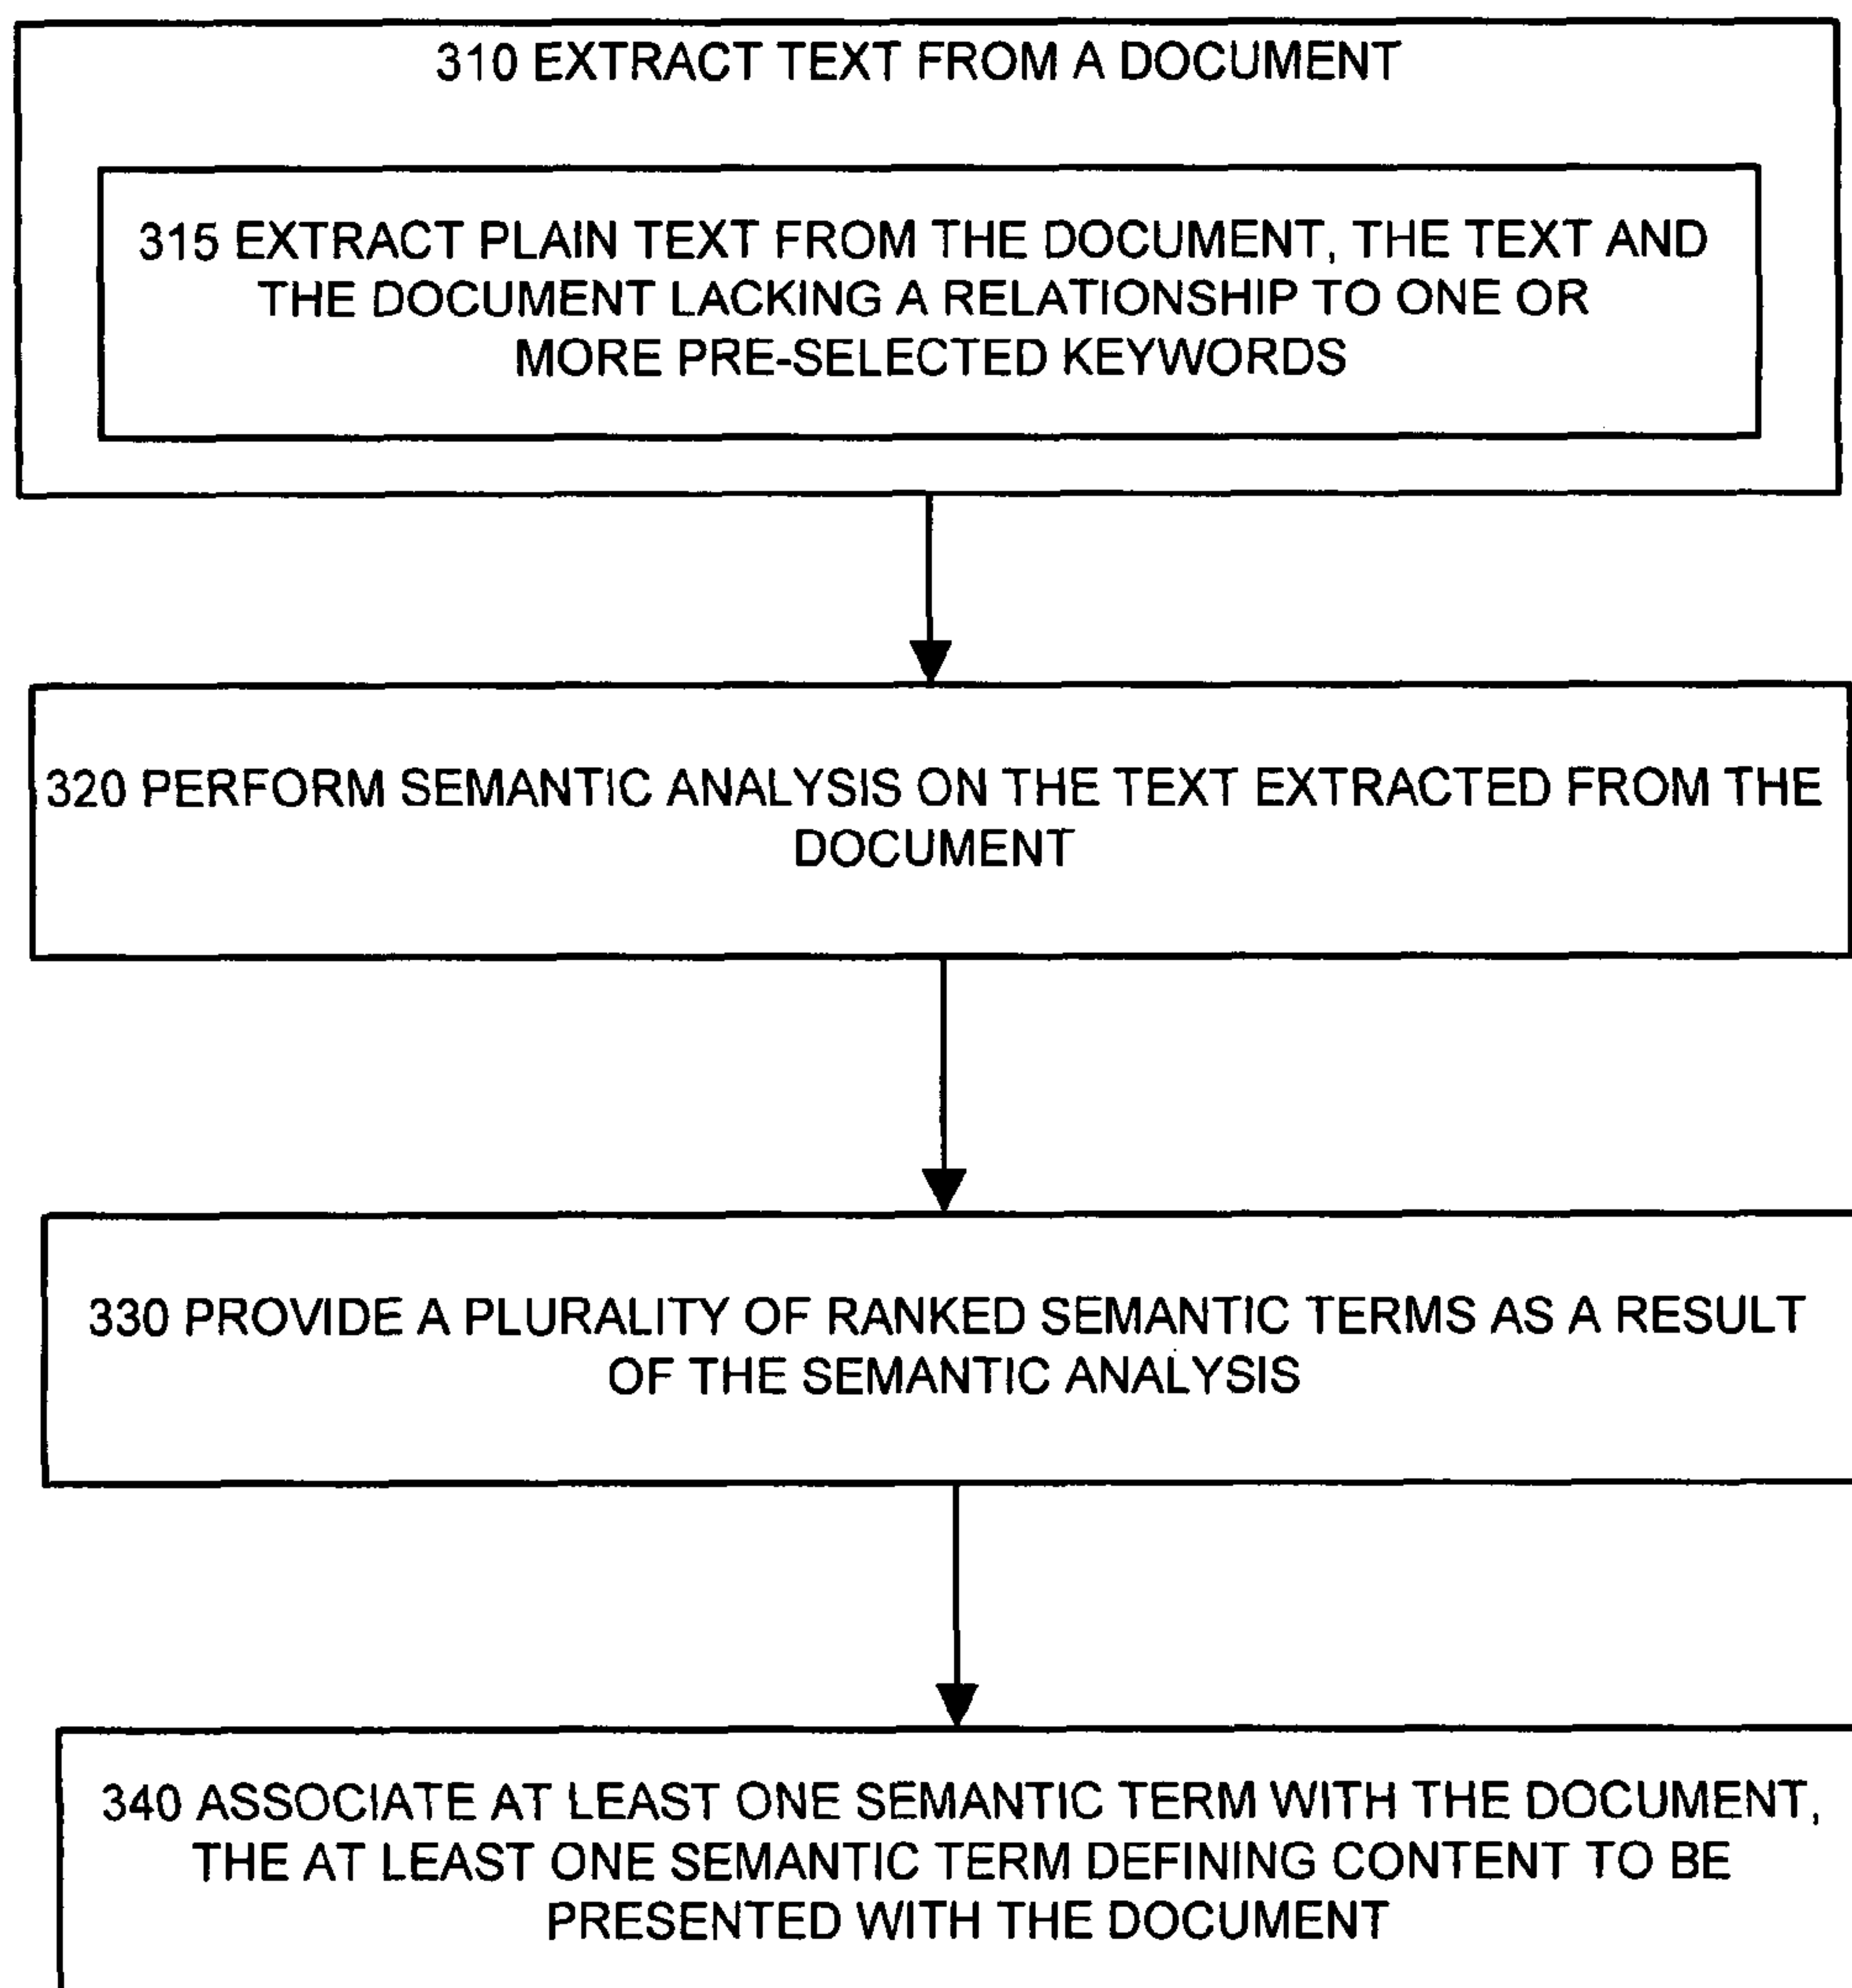 310 EXTRACT TEXT FROM A DOCUMENT
315 EXTRACT PLAIN TEXT FROM THE DOCUMENT, THE TEXT AND
THE DOCUMENT LACKING A RELATIONSHIP TO ONE OR
MORE PRE-SELECTED KEYWORDS
320 PERFORM SEMANTIC ANALYSIS ON THE TEXT EXTRACTED FROM THE
DOCUMENT
330 PROVIDE A PLURALITY OF RANKED SEMANTIC TERMS AS A RESULT
OF THE SEMANTIC ANALYSIS
340 ASSOCIATE AT LEAST ONE SEMANTIC TERM WITH THE DOCUMENT,
THE AT LEAST ONE SEMANTIC TERM DEFINING CONTENT TO BE
PRESENTED WITH THE DOCUMENT